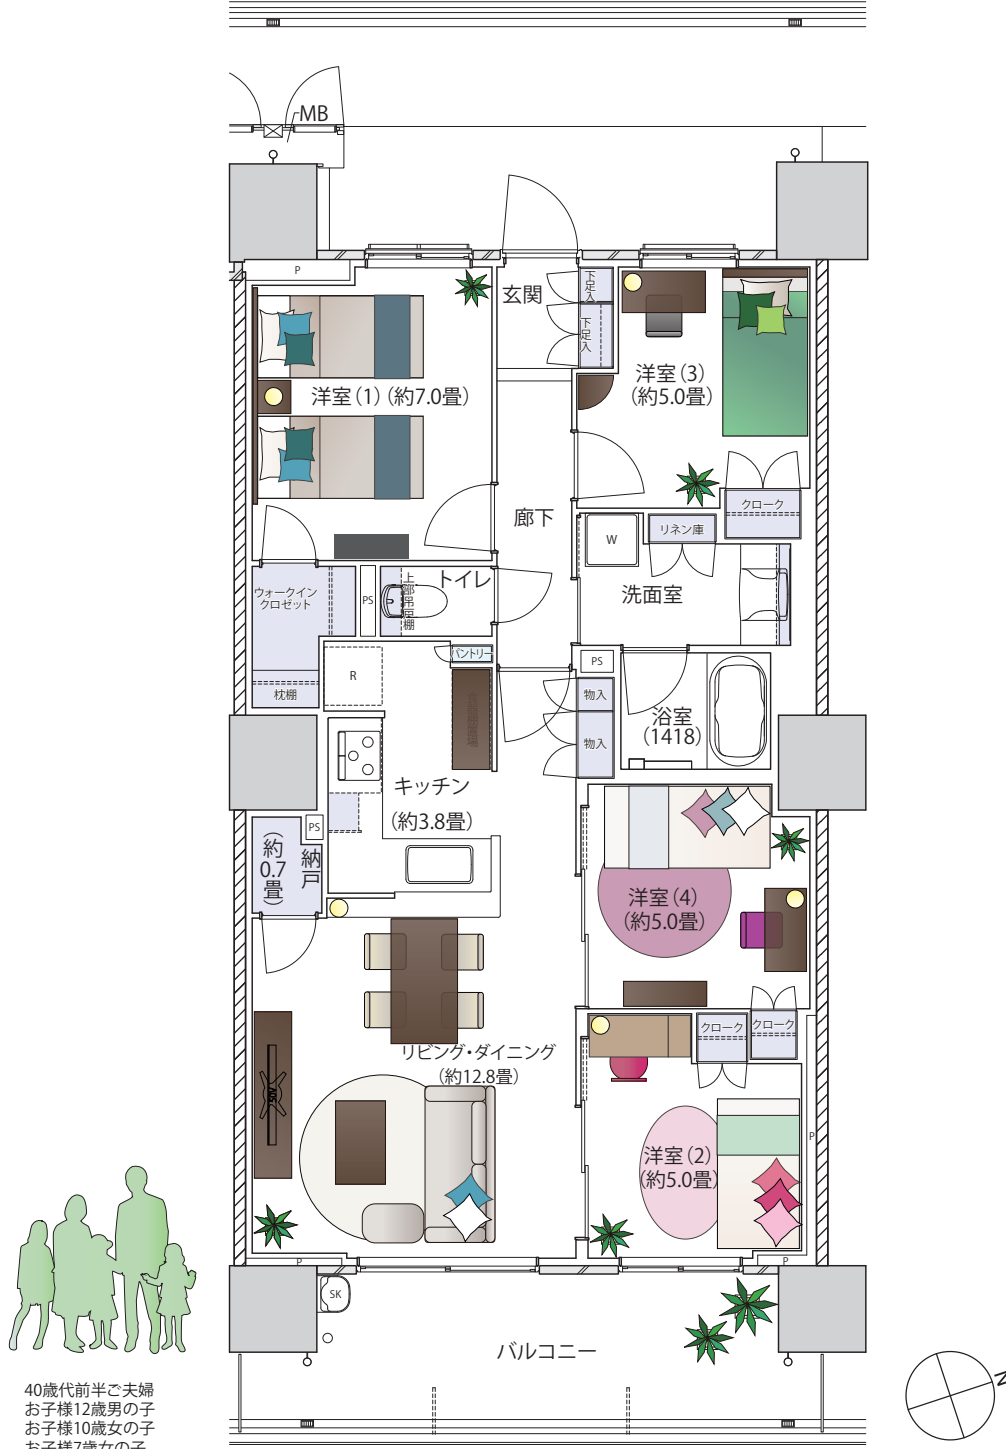 MB
P
玄関
下足入
下足入
洋室(1)(約7.0畳)
洋室(3)
(約5.0畳)
クローク
廊下
W
リネン庫
洗面室
トイレ
上部吊戸棚
PS
ウォークイン
クロゼット
枕棚
R
パントリー
PS
物入
物入
浴室
(1418)
キッチン
(約3.8畳)
PS
納戸
(約0.7畳)
洋室(4)
(約5.0畳)
クローク
クローク
リビング・ダイニング
(約12.8畳)
洋室(2)
(約5.0畳)
P
P
P
SK
バルコニー
N
40歳代前半ご夫婦
お子様12歳男の子
お子様10歳女の子
お子様7歳女の子